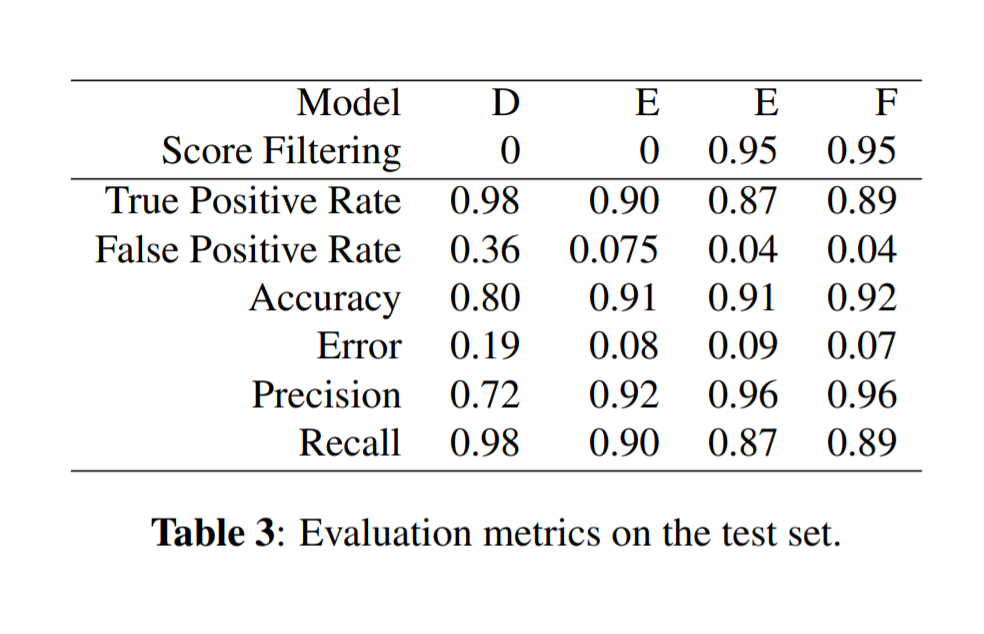 Model D E E F
Score Filtering 0 0 0.95 0.95
True Positive Rate 0.98 0.90 0.87 0.89
False Positive Rate 0.36 0.075 0.04 0.04
Accuracy 0.80 0.91 0.91 0.92
Error 0.19 0.08 0.09 0.07
Precision 0.72 0.92 0.96 0.96
Recall 0.98 0.90 0.87 0.89
Table 3: Evaluation metrics on the test set.